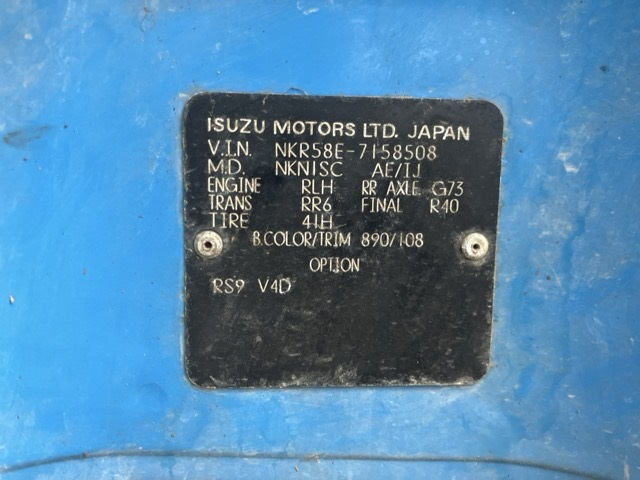 ISUZU MOTORS LTD. JAPAN
V.I.N. NKR58E-7158508
M.D. NKN1SC AE/IJ
ENGINE RLH RR AXLE G73
TRANS RR6 FINAL R40
TIRE 41H
B.COLOR/TRIM 890/108
OPTION
RS9 V4D